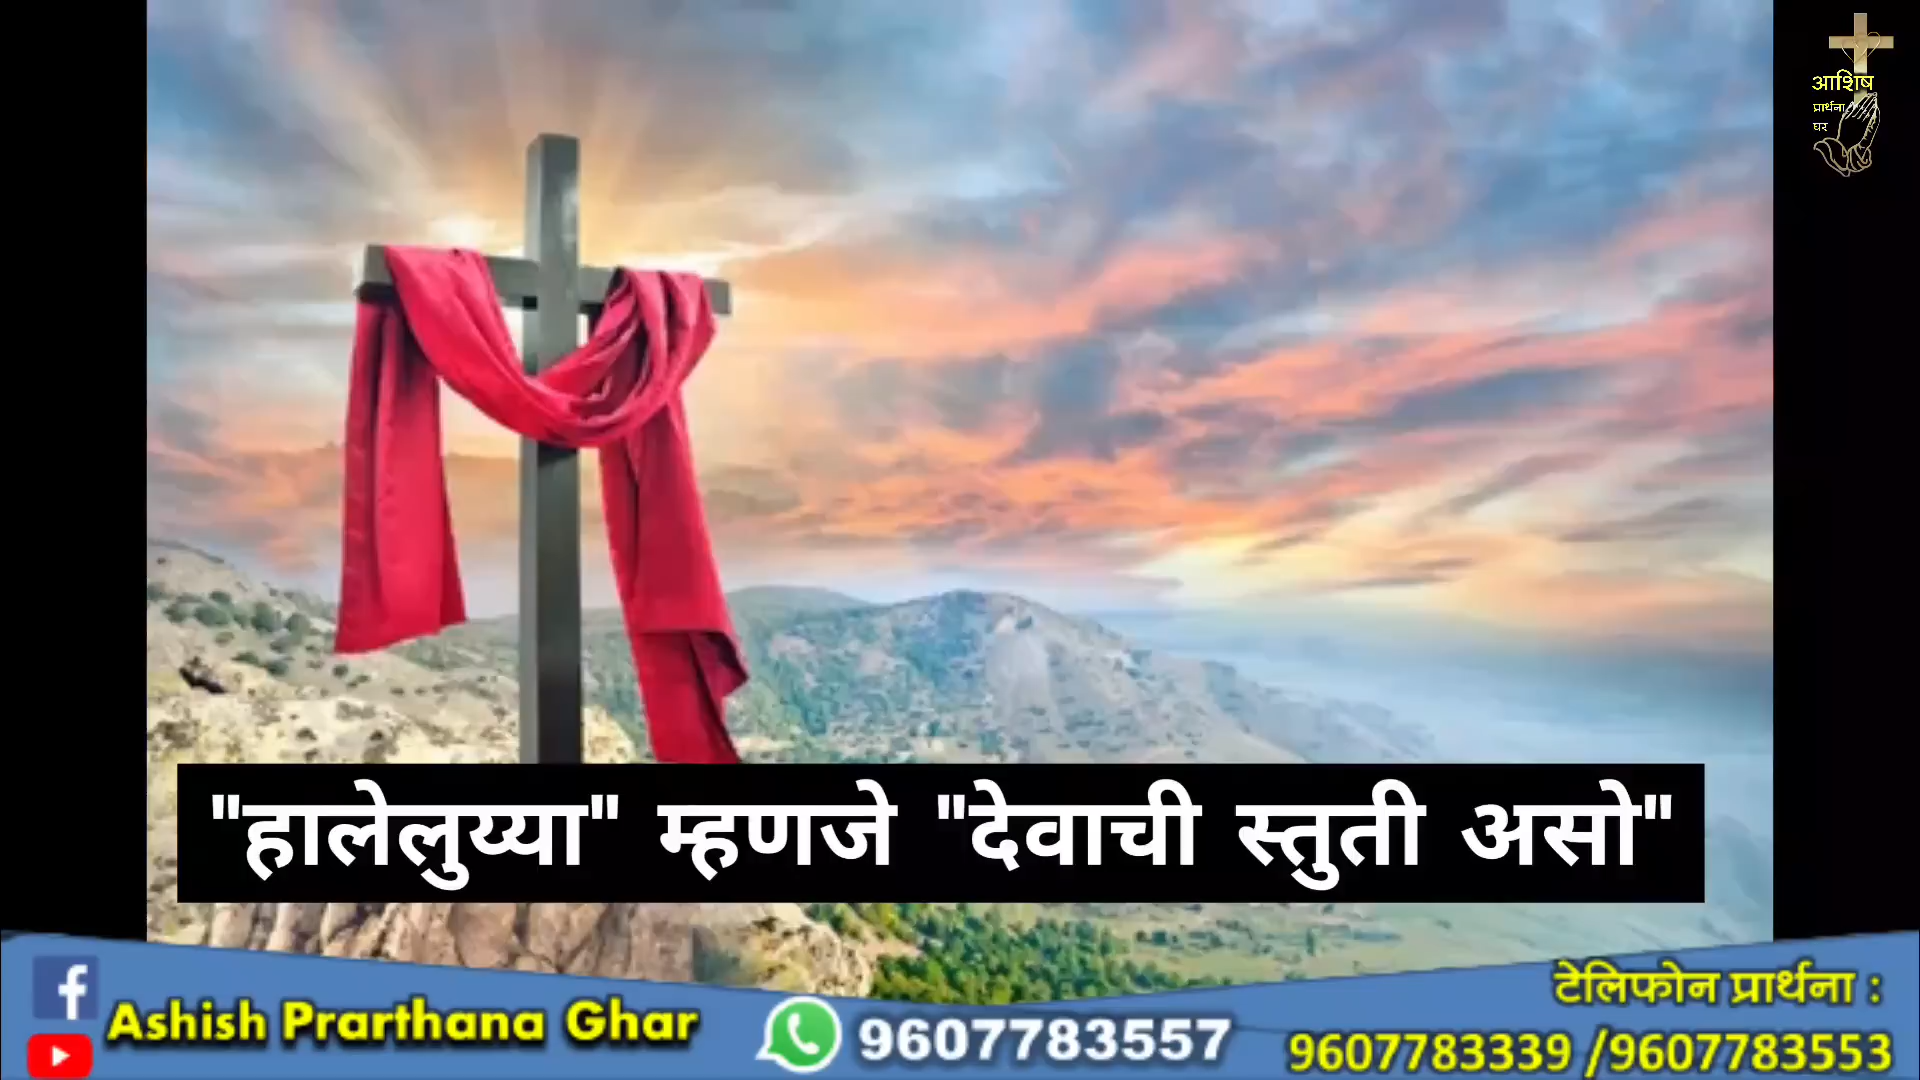 आशिष
प्रार्थना
घर
"हालेलुय्या" म्हणजे "देवाची स्तुती असो"
Ashish Prarthana Ghar
9607783557
टेलिफोन प्रार्थना :
9607783339 /9607783553